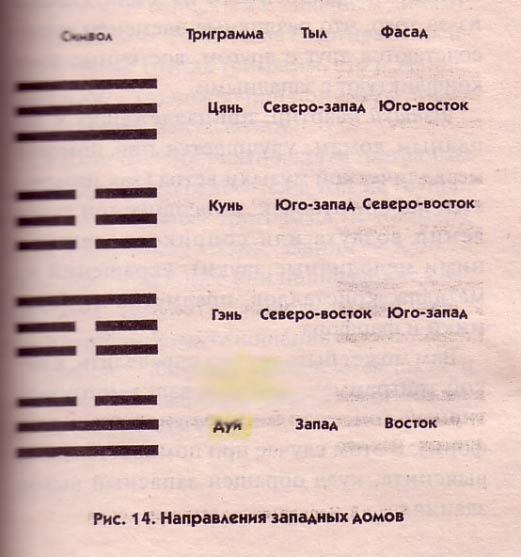 Символ Триграмма Тыл Фасад
Цянь Северо-запад Юго-восток
Кунь Юго-запад Северо-восток
Гэнь Северо-восток Юго-запад
Дуй Запад Восток
Рис. 14. Направления западных домов